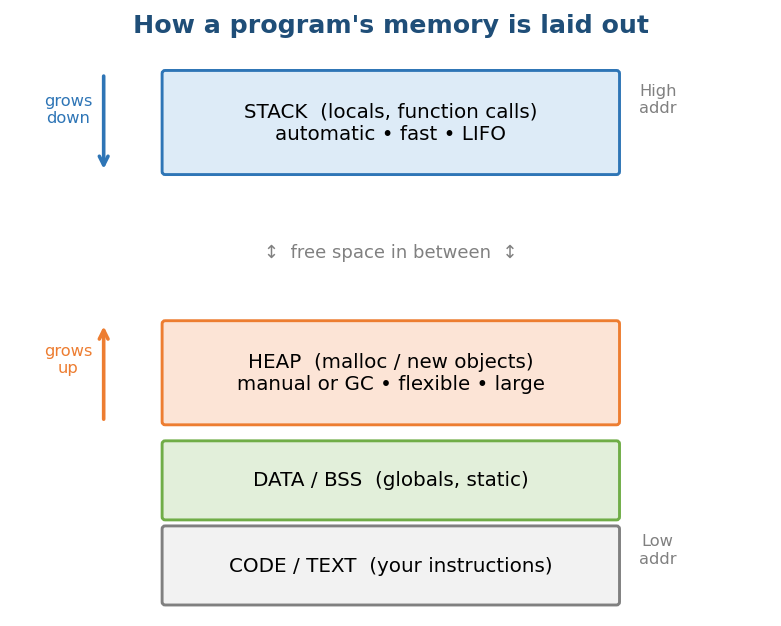 How a program's memory is laid out
grows
down
STACK  (locals, function calls)
automatic • fast • LIFO
High
addr
↕  free space in between  ↕
grows
up
HEAP  (malloc / new objects)
manual or GC • flexible • large
DATA / BSS  (globals, static)
CODE / TEXT  (your instructions)
Low
addr